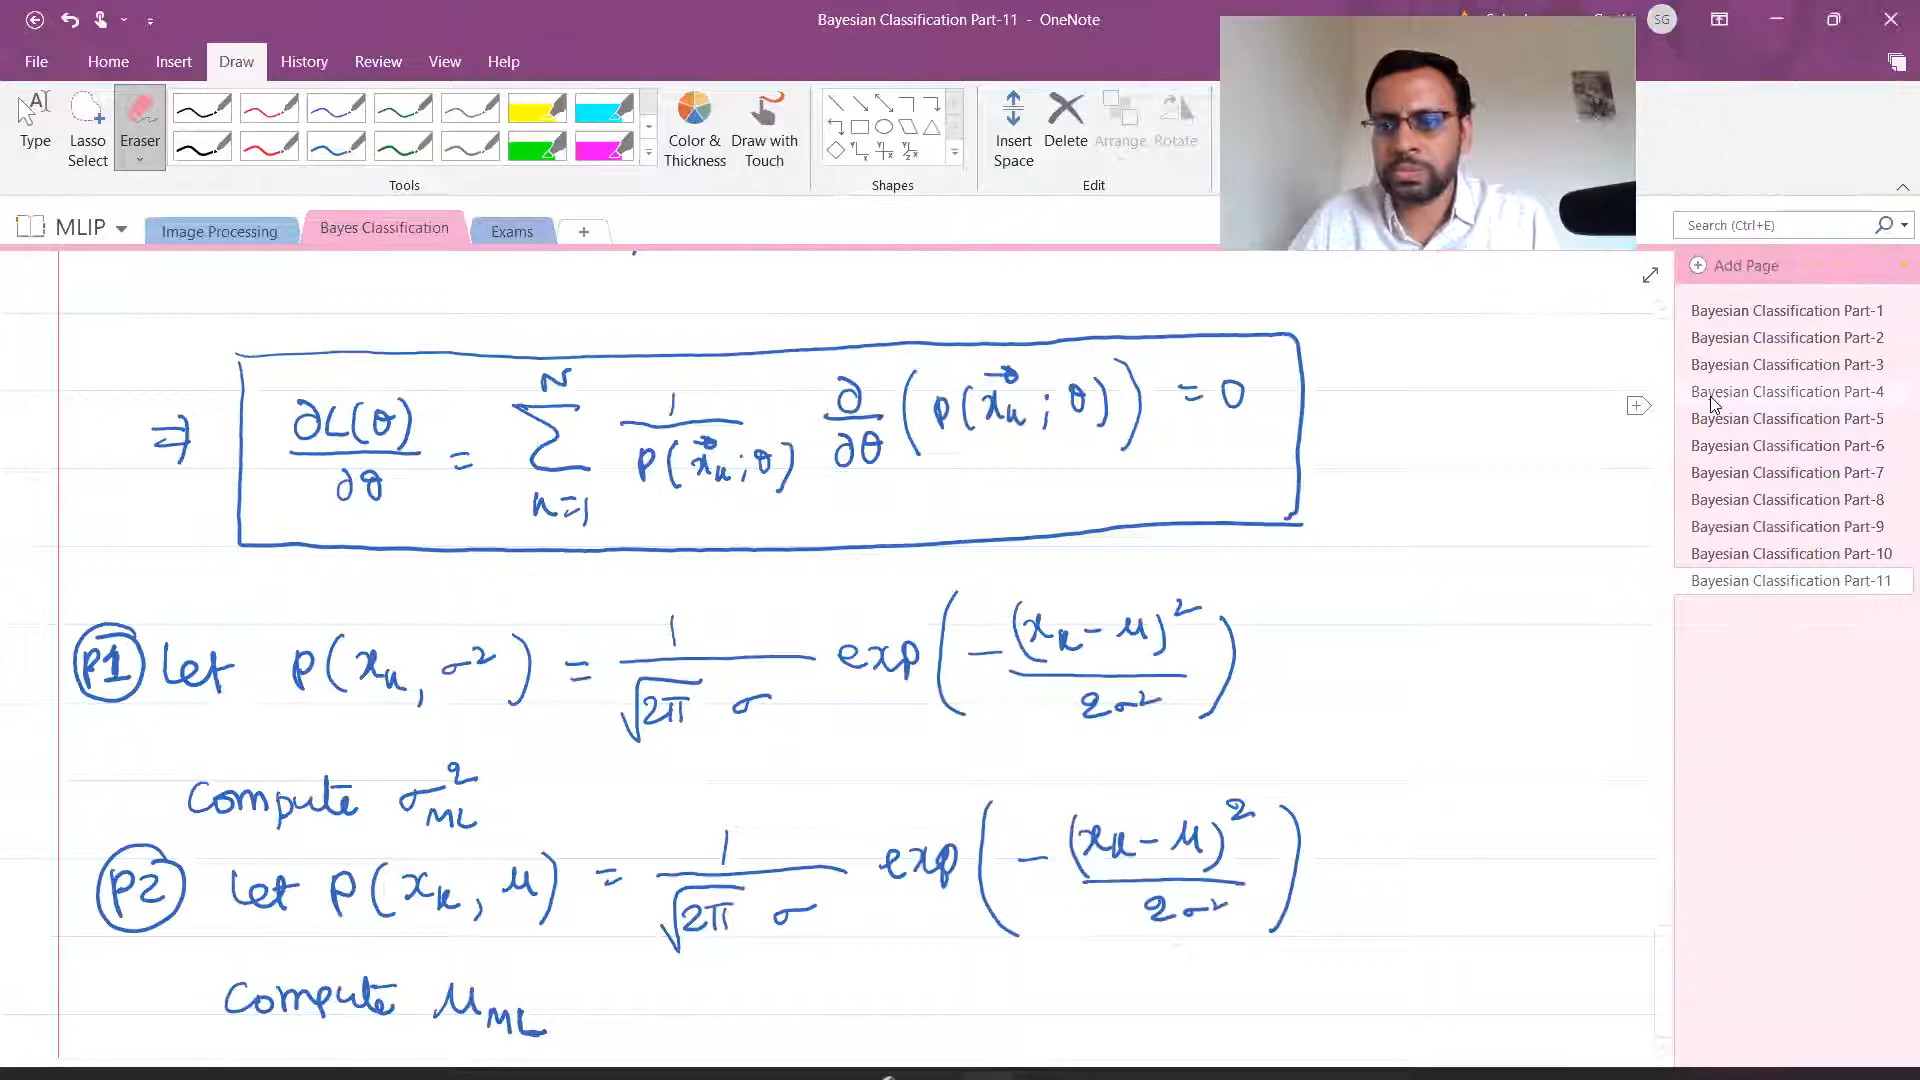 Bayesian Classification Part-11 - OneNote
SG
File Home Insert Draw History Review View Help
Type
Lasso Select
Eraser
Color & Thickness
Draw with Touch
Insert Space
Delete
Arrange
Rotate
Tools
Shapes
Edit
MLIP
Image Processing
Bayes Classification
Exams
Search (Ctrl+E)
Add Page
Bayesian Classification Part-1
Bayesian Classification Part-2
Bayesian Classification Part-3
Bayesian Classification Part-4
Bayesian Classification Part-5
Bayesian Classification Part-6
Bayesian Classification Part-7
Bayesian Classification Part-8
Bayesian Classification Part-9
Bayesian Classification Part-10
Bayesian Classification Part-11
⇒ ∂L(θ)/∂θ = ∑_{k=1}^{N} 1/P(x⃗_k; θ) ∂/∂θ (P(x⃗_k; θ)) = 0
P1 Let P(x_k, σ²) = 1/(√2π σ) exp(-(x_k - μ)²/2σ²)
Compute σ²_ML
P2 Let P(x_k, μ) = 1/(√2π σ) exp(-(x_k - μ)²/2σ²)
Compute μ_ML